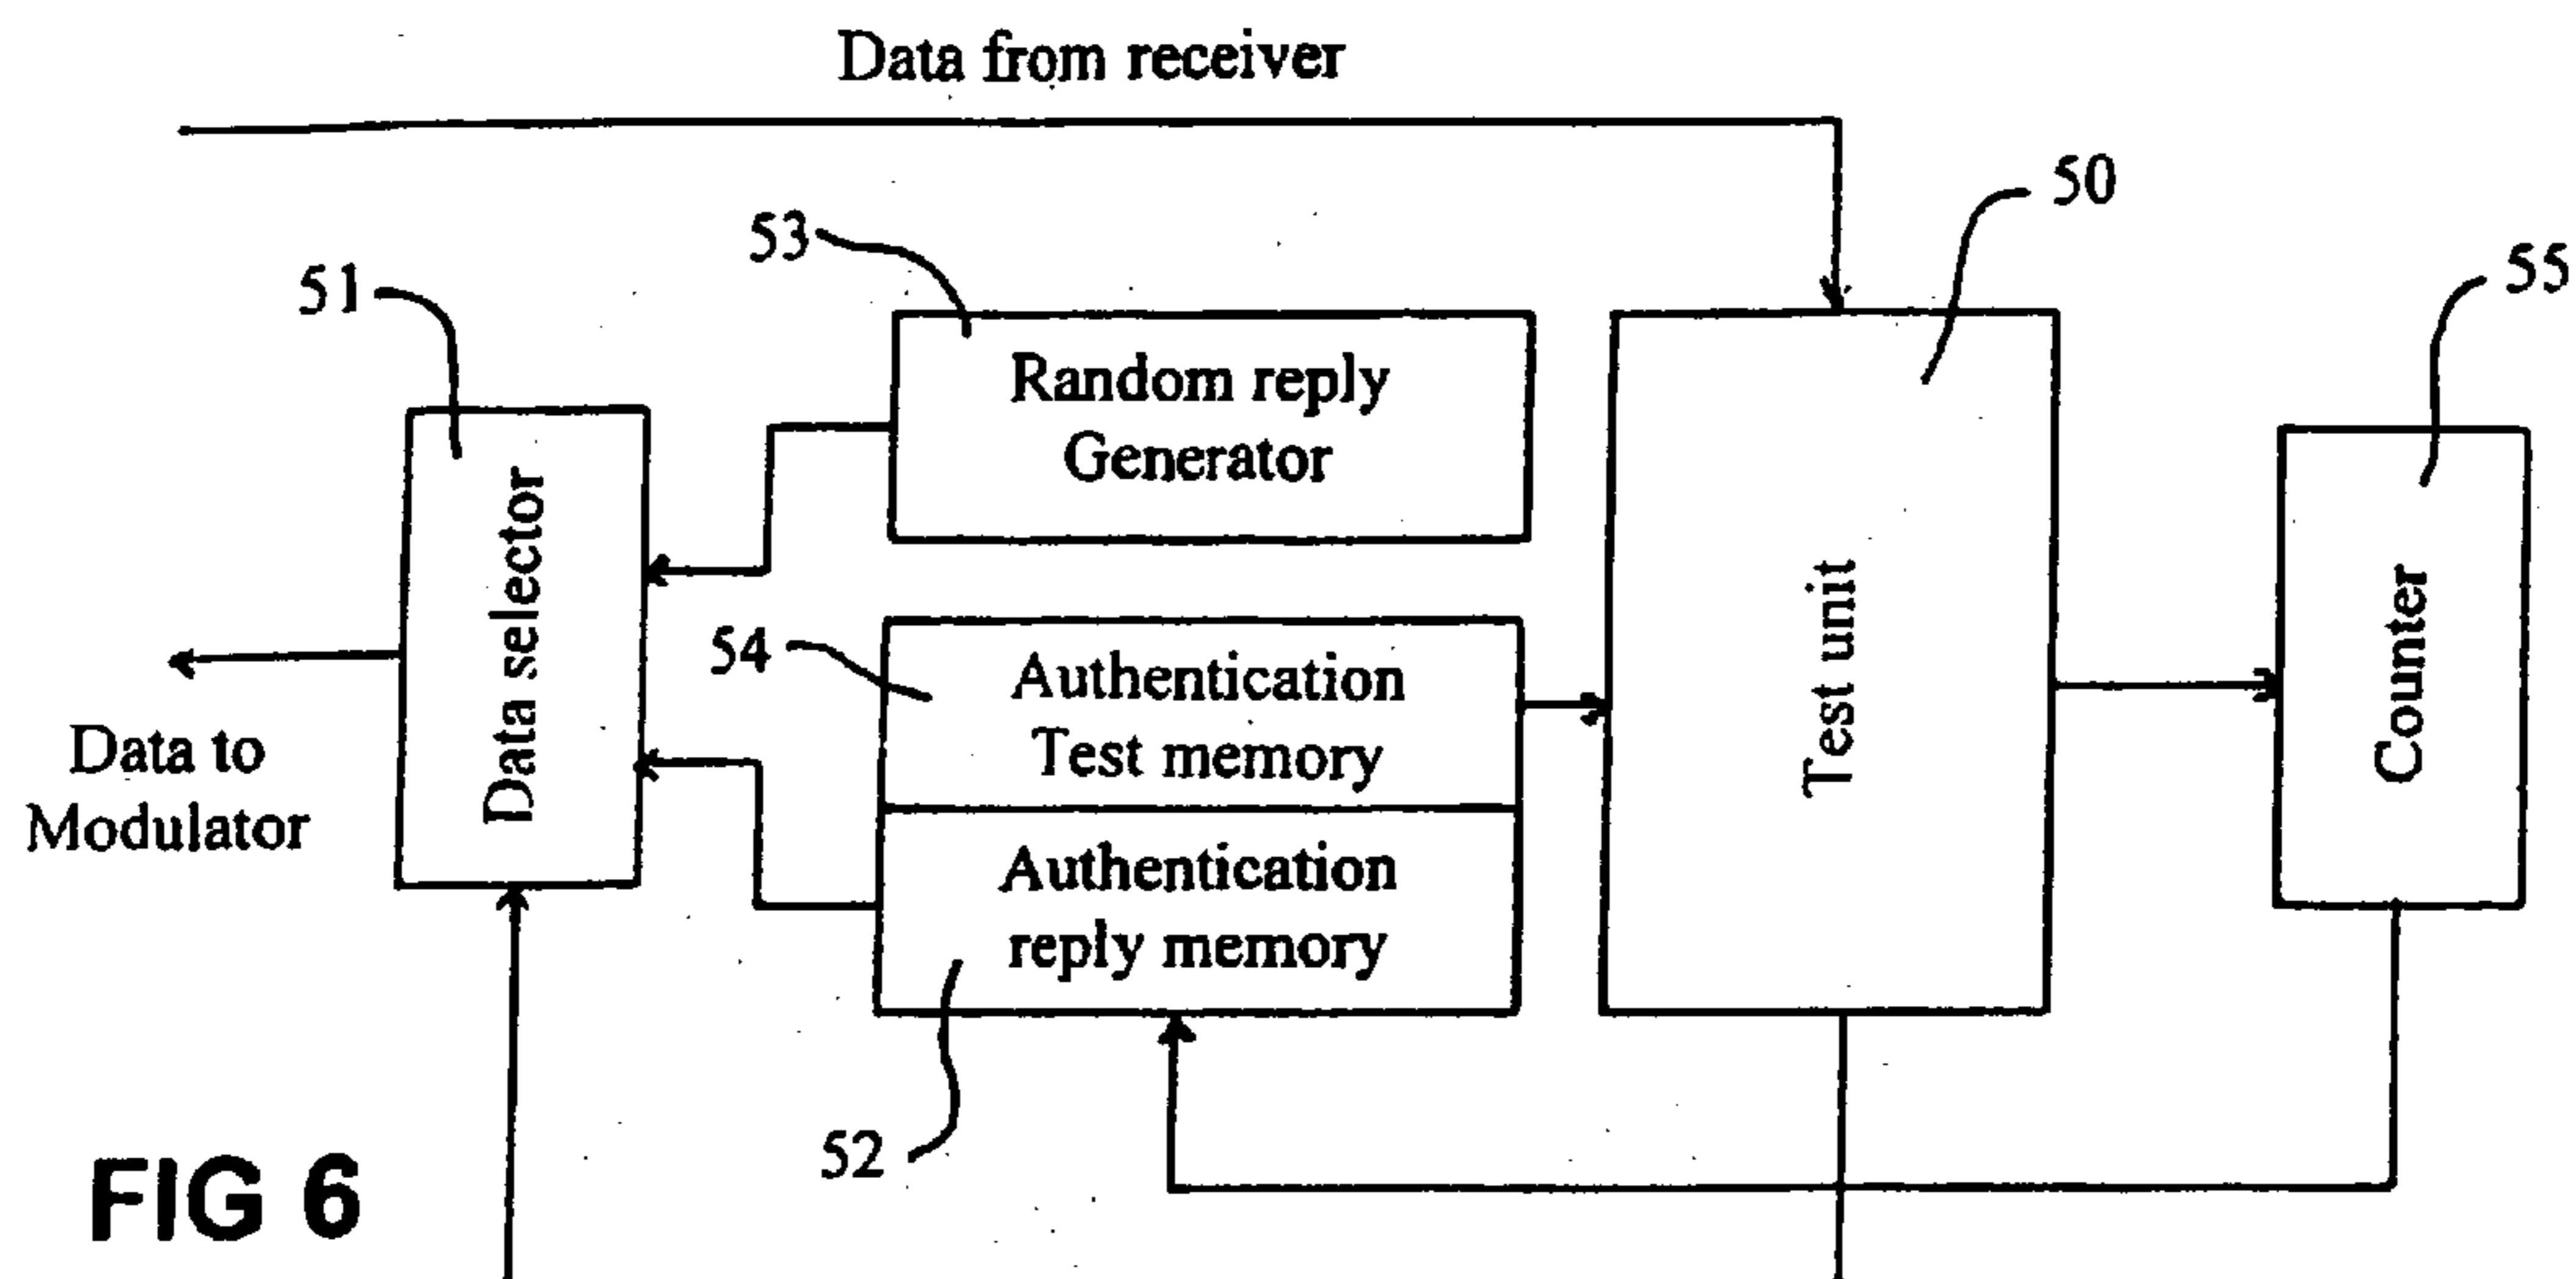 Data from receiver
50
53
55
51
Random reply
Generator
Data selector
54
Authentication
Test memory
Test unit
Counter
Data to
Modulator
Authentication
reply memory
52
FIG 6